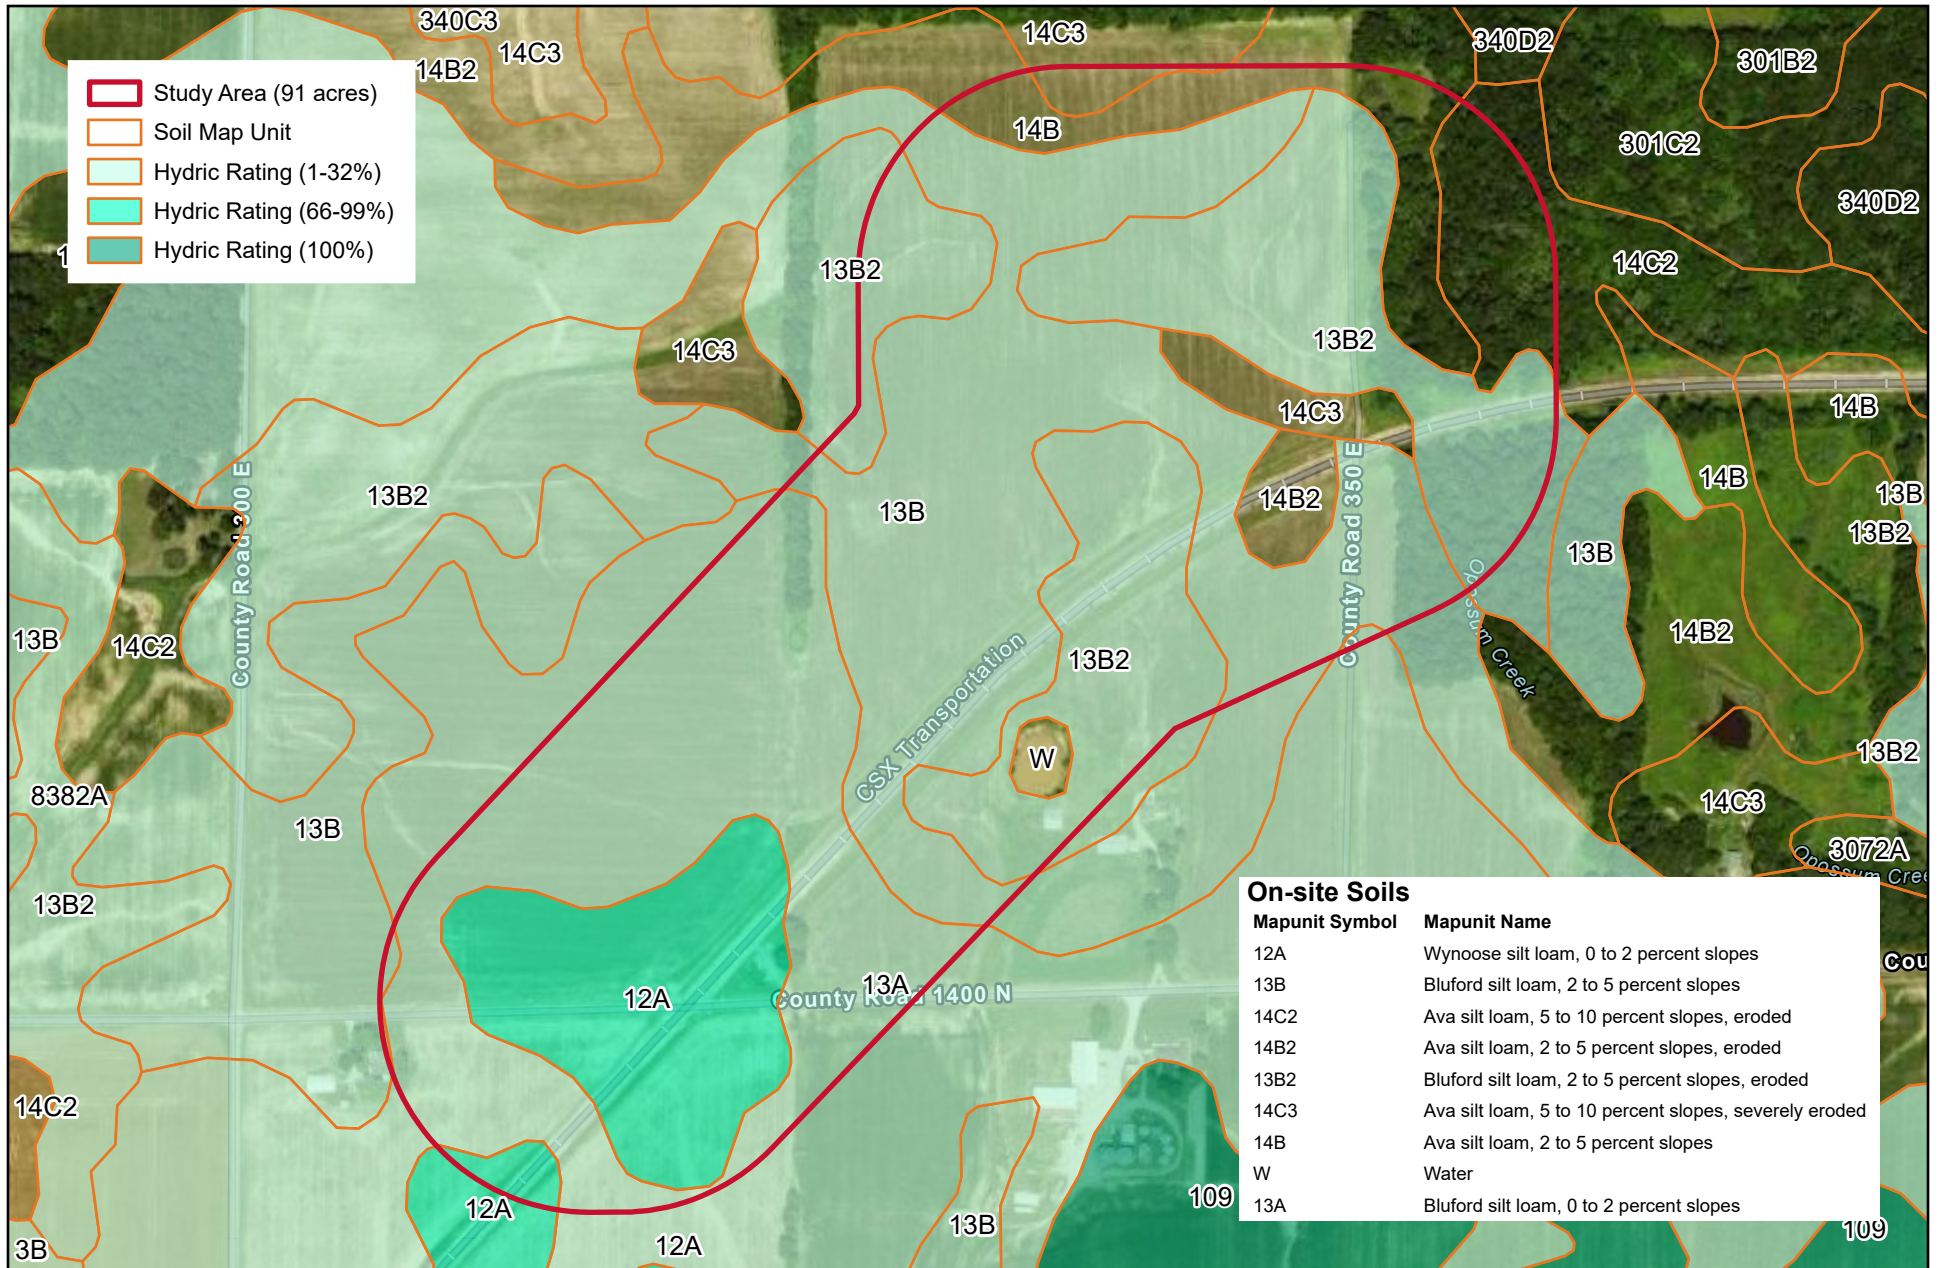 340C3
14C3
14B2
14C3
340D2
301B2
Study Area (91 acres)
Soil Map Unit
Hydric Rating (1-32%)
Hydric Rating (66-99%)
Hydric Rating (100%)
1
14B
301C2
340D2
13B2
14C2
14C3
13B2
14C3
14B
13B2
13B
14B2
14B
13B
13B2
13B
County Road 300 E
County Road 350 E
Opossum Creek
13B
14C2
13B2
14B2
CSX Transportation
W
13B2
8382A
13B
14C3
3072A
Opossum Cree
13B2
12A
13A
County Road 1400 N
Cou
On-site Soils
Mapunit Symbol Mapunit Name
12A Wynoose silt loam, 0 to 2 percent slopes
13B Bluford silt loam, 2 to 5 percent slopes
14C2 Ava silt loam, 5 to 10 percent slopes, eroded
14B2 Ava silt loam, 2 to 5 percent slopes, eroded
13B2 Bluford silt loam, 2 to 5 percent slopes, eroded
14C3 Ava silt loam, 5 to 10 percent slopes, severely eroded
14B Ava silt loam, 2 to 5 percent slopes
W Water
13A Bluford silt loam, 0 to 2 percent slopes
14C2
12A
12A
13B
109
109
3B